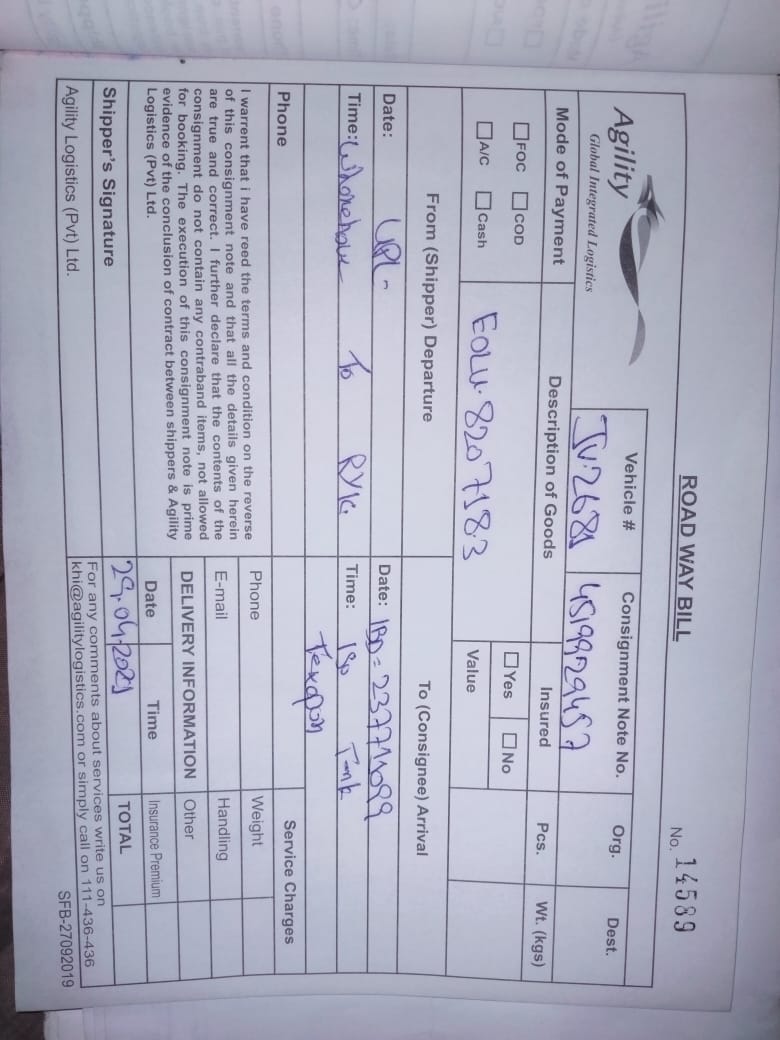 ROAD WAY BILL
No. 14589
Agility
Global Integrated Logistics
Vehicle #
JV.2681
Consignment Note No.
4519929457
Org.
Dest.
Mode of Payment
FOC
COD
A/C
Cash
Description of Goods
EOLU.8207183
Insured
Yes
No
Value
Pcs.
Wt. (kgs)
From (Shipper) Departure
To (Consignee) Arrival
Date: UPL-
Date: IBD=237711099
Time: To RYK.
Time: Iso Tank
Texapon
Phone
I warrent that i have reed the terms and condition on the reverse
of this consignment note and that all the details given herein
are true and correct. I further declare that the contents of the
consignment do not contain any contraband items, not allowed
for booking. The execution of this consignment note is prime
evidence of the conclusion of contract between shippers & Agility
Logistics (Pvt) Ltd.
Shipper's Signature
Agility Logistics (Pvt) Ltd.
Service Charges
Phone
Weight
E-mail
Handling
DELIVERY INFORMATION
Other
Date
Time
Insurance Premium
29.04.2021
TOTAL
For any comments about services write us on
khi@agilitylogistics.com or simply call on 111-436-436
SFB-27092019